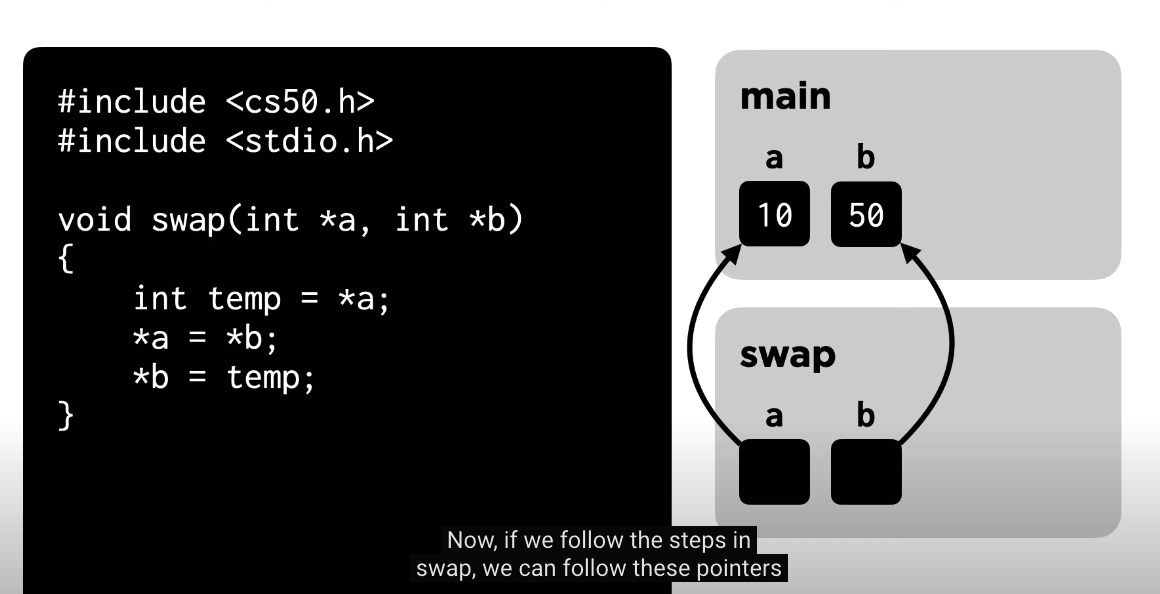 #include <cs50.h>
#include <stdio.h>
void swap(int *a, int *b)
{
    int temp = *a;
    *a = *b;
    *b = temp;
}
main
a b
10 50
swap
a b
Now, if we follow the steps in
swap, we can follow these pointers